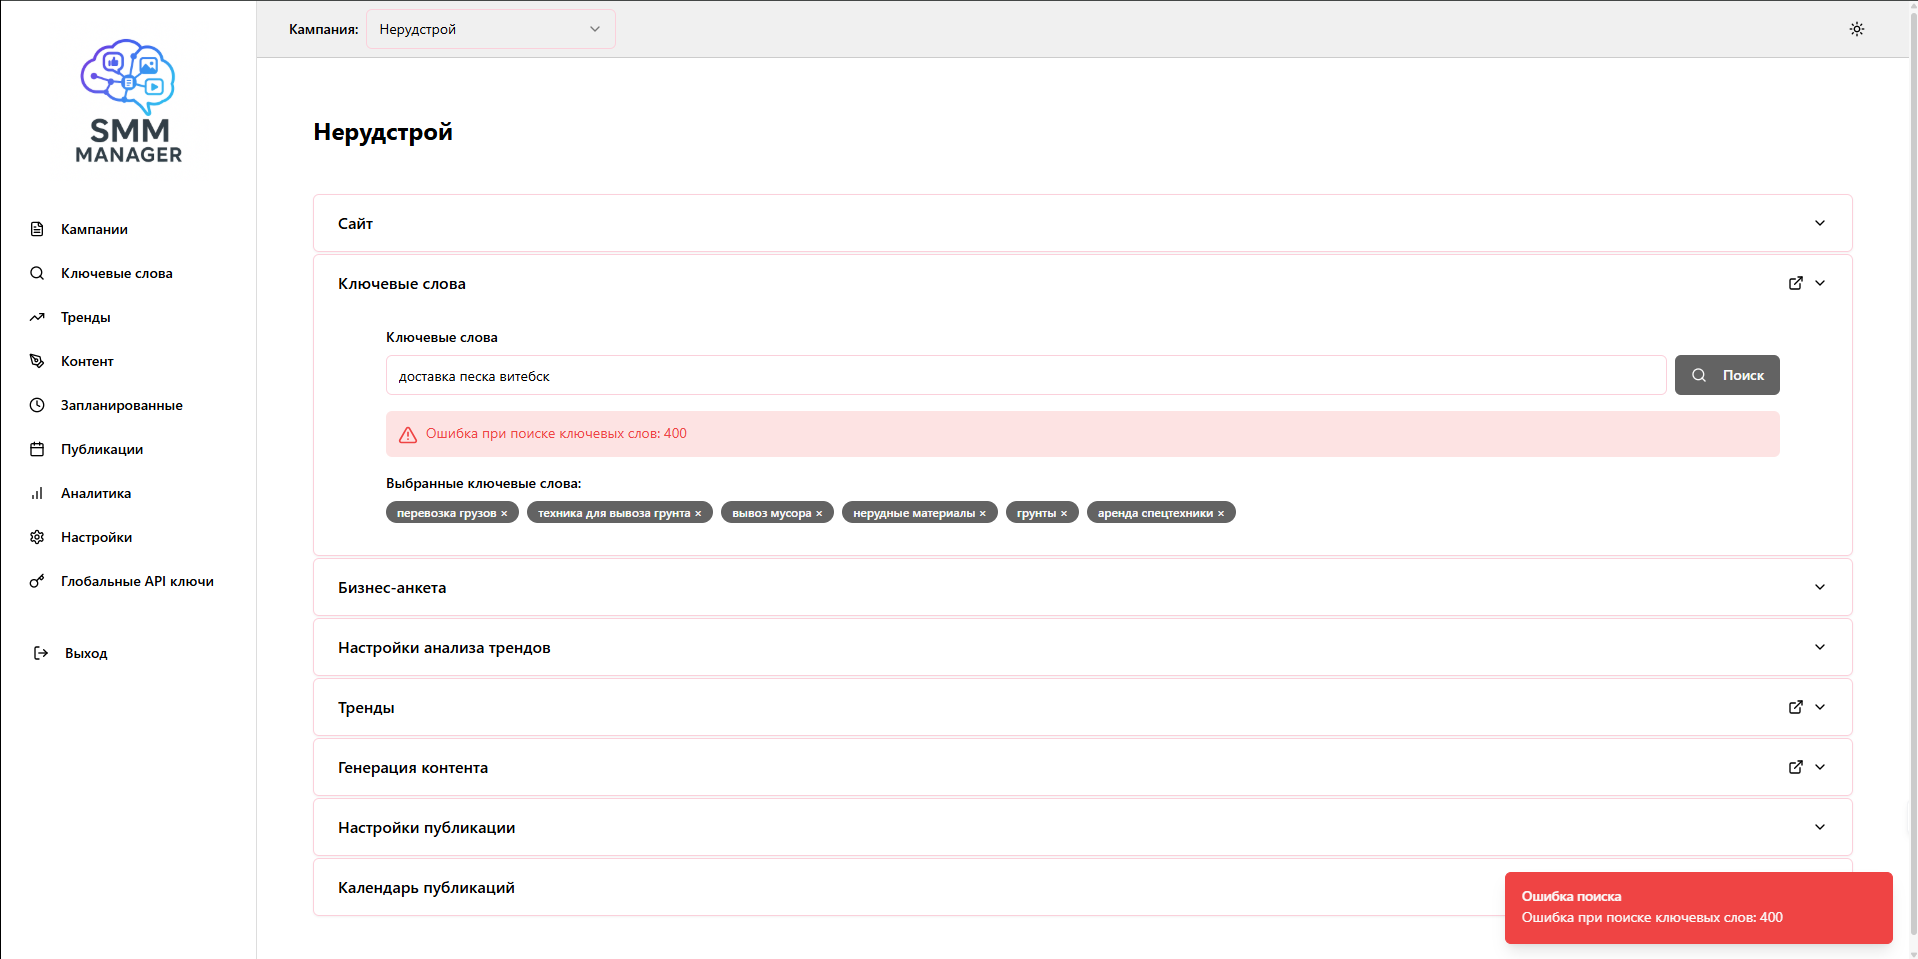 SMM
MANAGER
Кампании
Ключевые слова
Тренды
Контент
Запланированные
Публикации
Аналитика
Настройки
Глобальные API ключи
Выход
Кампания: Нерудстрой
Нерудстрой
Сайт
Ключевые слова
Ключевые слова
доставка песка витебск
Поиск
Ошибка при поиске ключевых слов: 400
Выбранные ключевые слова:
перевозка грузов × техника для вывоза грунта × вывоз мусора × нерудные материалы × грунты × аренда спецтехники ×
Бизнес-анкета
Настройки анализа трендов
Тренды
Генерация контента
Настройки публикации
Календарь публикаций
Ошибка поиска
Ошибка при поиске ключевых слов: 400